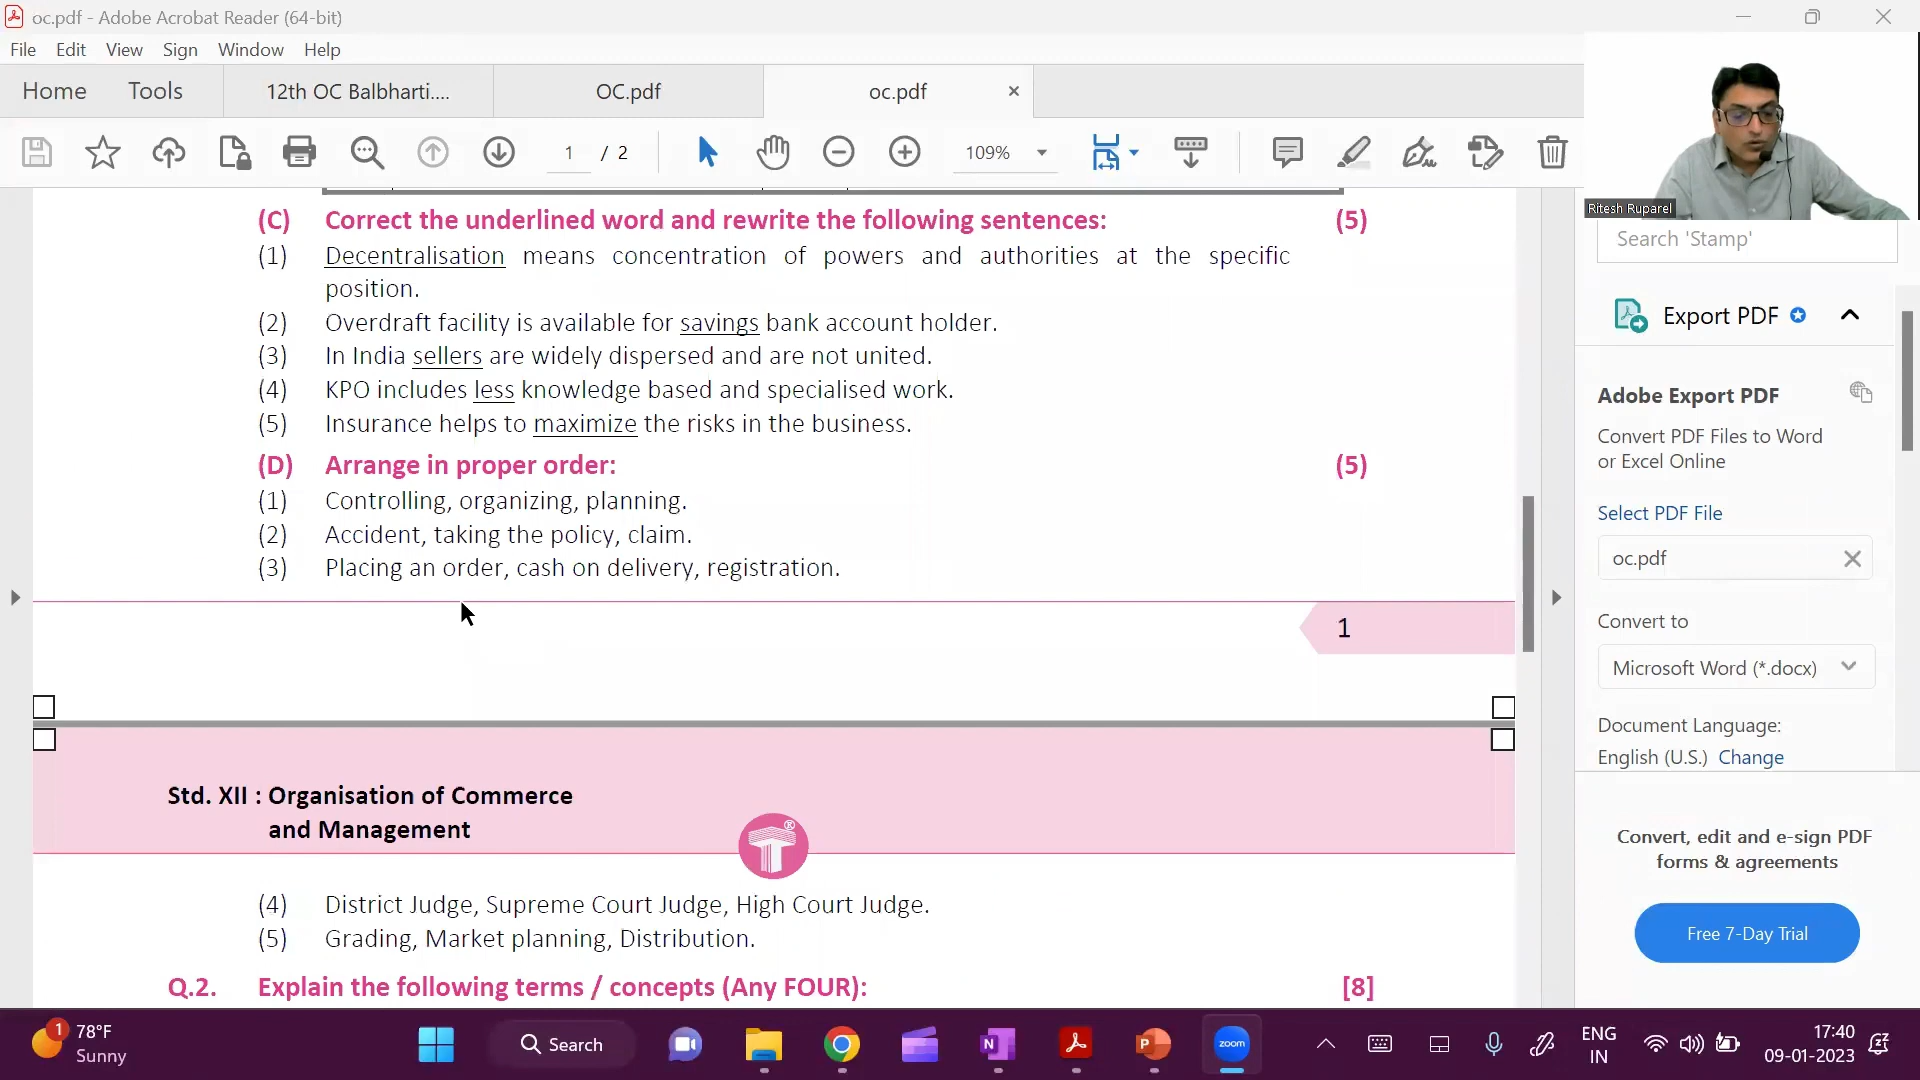 oc.pdf - Adobe Acrobat Reader (64-bit)
File Edit View Sign Window Help
Home Tools 12th OC Balbharti.... OC.pdf oc.pdf ×
1 / 2 109%
Ritesh Ruparel
(C) Correct the underlined word and rewrite the following sentences: (5)
(1) Decentralisation means concentration of powers and authorities at the specific
position.
(2) Overdraft facility is available for savings bank account holder.
(3) In India sellers are widely dispersed and are not united.
(4) KPO includes less knowledge based and specialised work.
(5) Insurance helps to maximize the risks in the business.
(D) Arrange in proper order: (5)
(1) Controlling, organizing, planning.
(2) Accident, taking the policy, claim.
(3) Placing an order, cash on delivery, registration.
1
Std. XII : Organisation of Commerce
and Management
®
(4) District Judge, Supreme Court Judge, High Court Judge.
(5) Grading, Market planning, Distribution.
Q.2. Explain the following terms / concepts (Any FOUR): [8]
Search 'Stamp'
Export PDF
Adobe Export PDF
Convert PDF Files to Word
or Excel Online
Select PDF File
oc.pdf
Convert to
Microsoft Word (*.docx)
Document Language:
English (U.S.) Change
Convert, edit and e-sign PDF
forms & agreements
Free 7-Day Trial
1
78°F
Sunny
Search
N
P
zoom
ENG
IN
17:40
09-01-2023